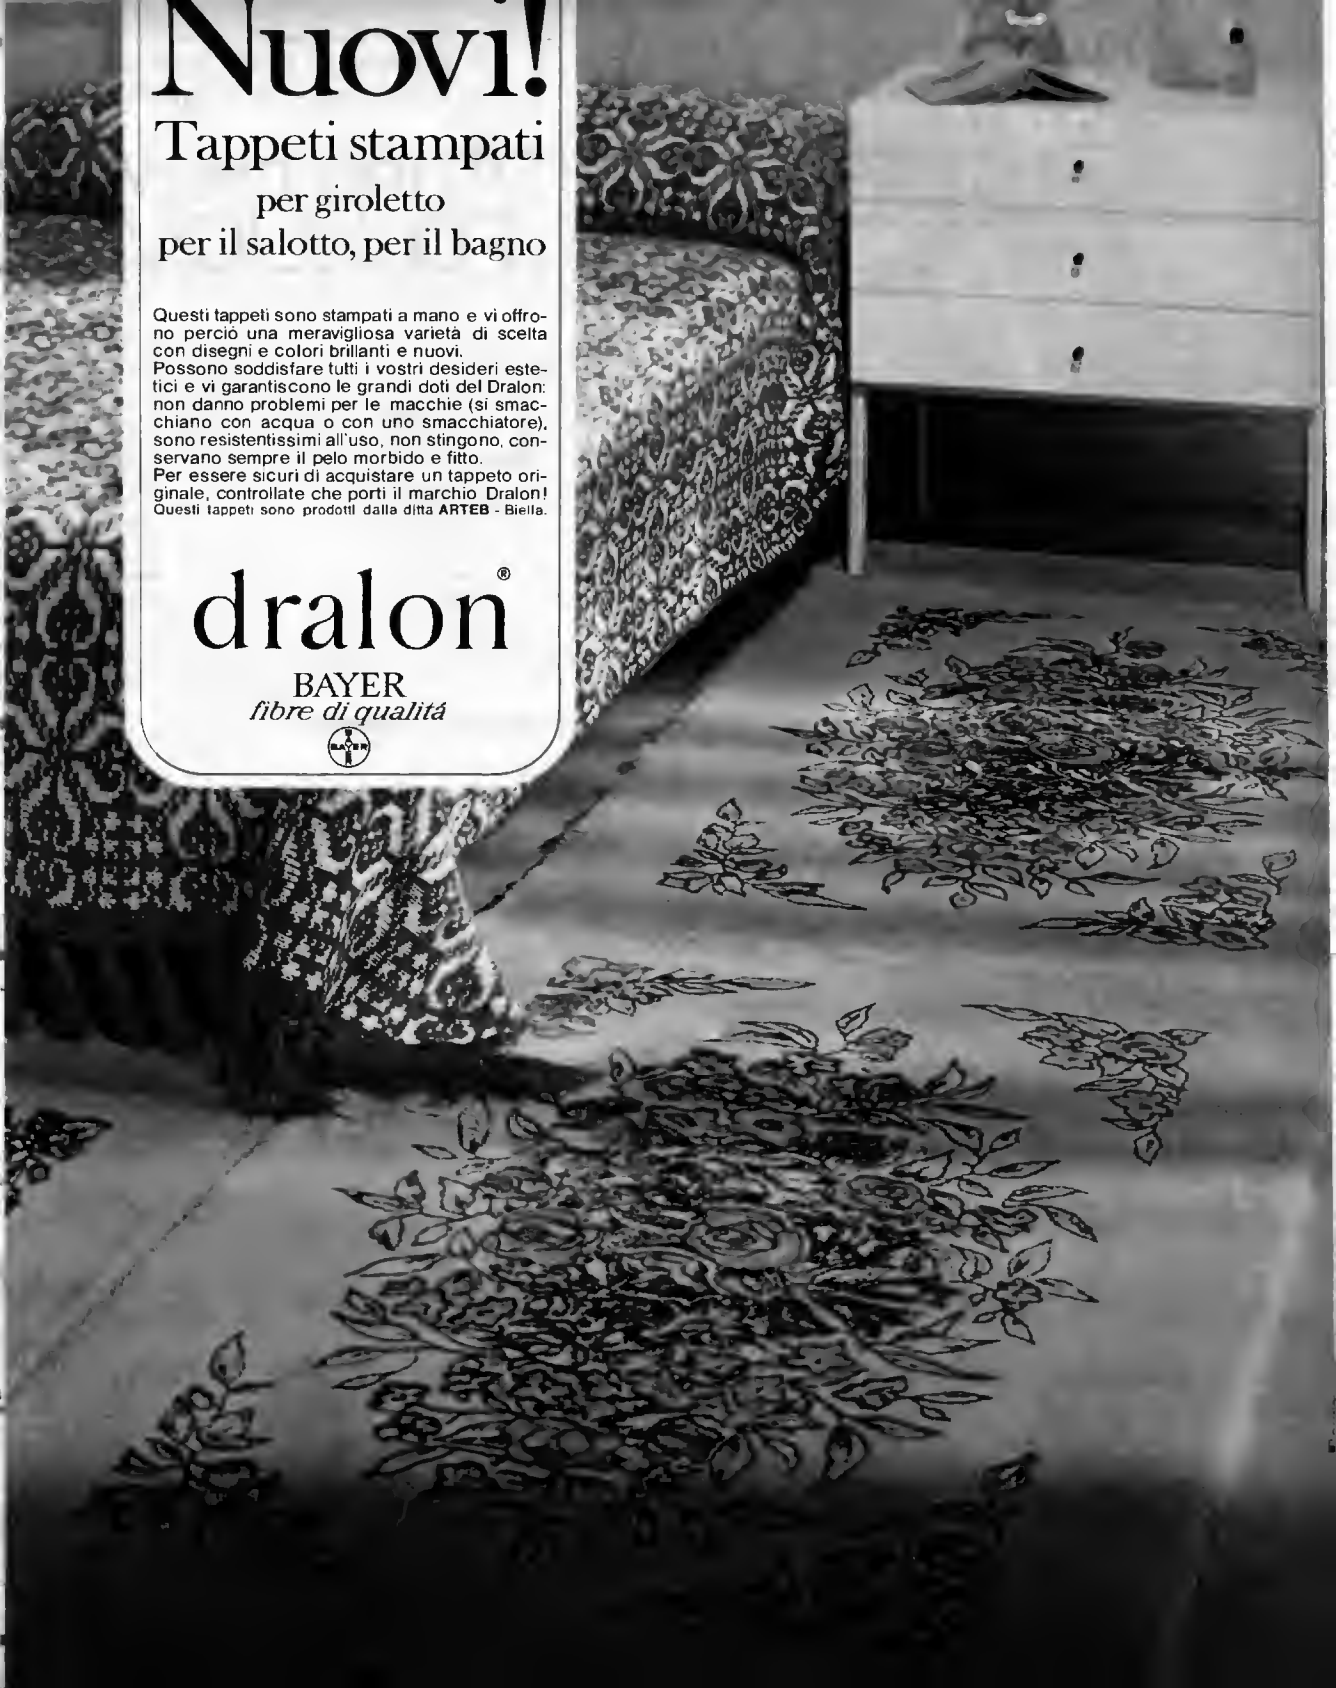 Nuovi!
Tappeti stampati
per giroletto
per il salotto, per il bagno
Questi tappeti sono stampati a mano e vi offro-
no perciò una meravigliosa varietà di scelta
con disegni e colori brillanti e nuovi.
Possono soddisfare tutti i vostri desideri este-
tici e vi garantiscono le grandi doti del Dralon:
non danno problemi per le macchie (si smac-
chiano con acqua o con uno smacchiatore),
sono resistentissimi all'uso, non stingono, con-
servano sempre il pelo morbido e fitto.
Per essere sicuri di acquistare un tappeto ori-
ginale, controllate che porti il marchio Dralon!
Questi tappeti sono prodotti dalla ditta ARTEB - Biella.
dralon®
BAYER
fibre di qualitá
BAYER